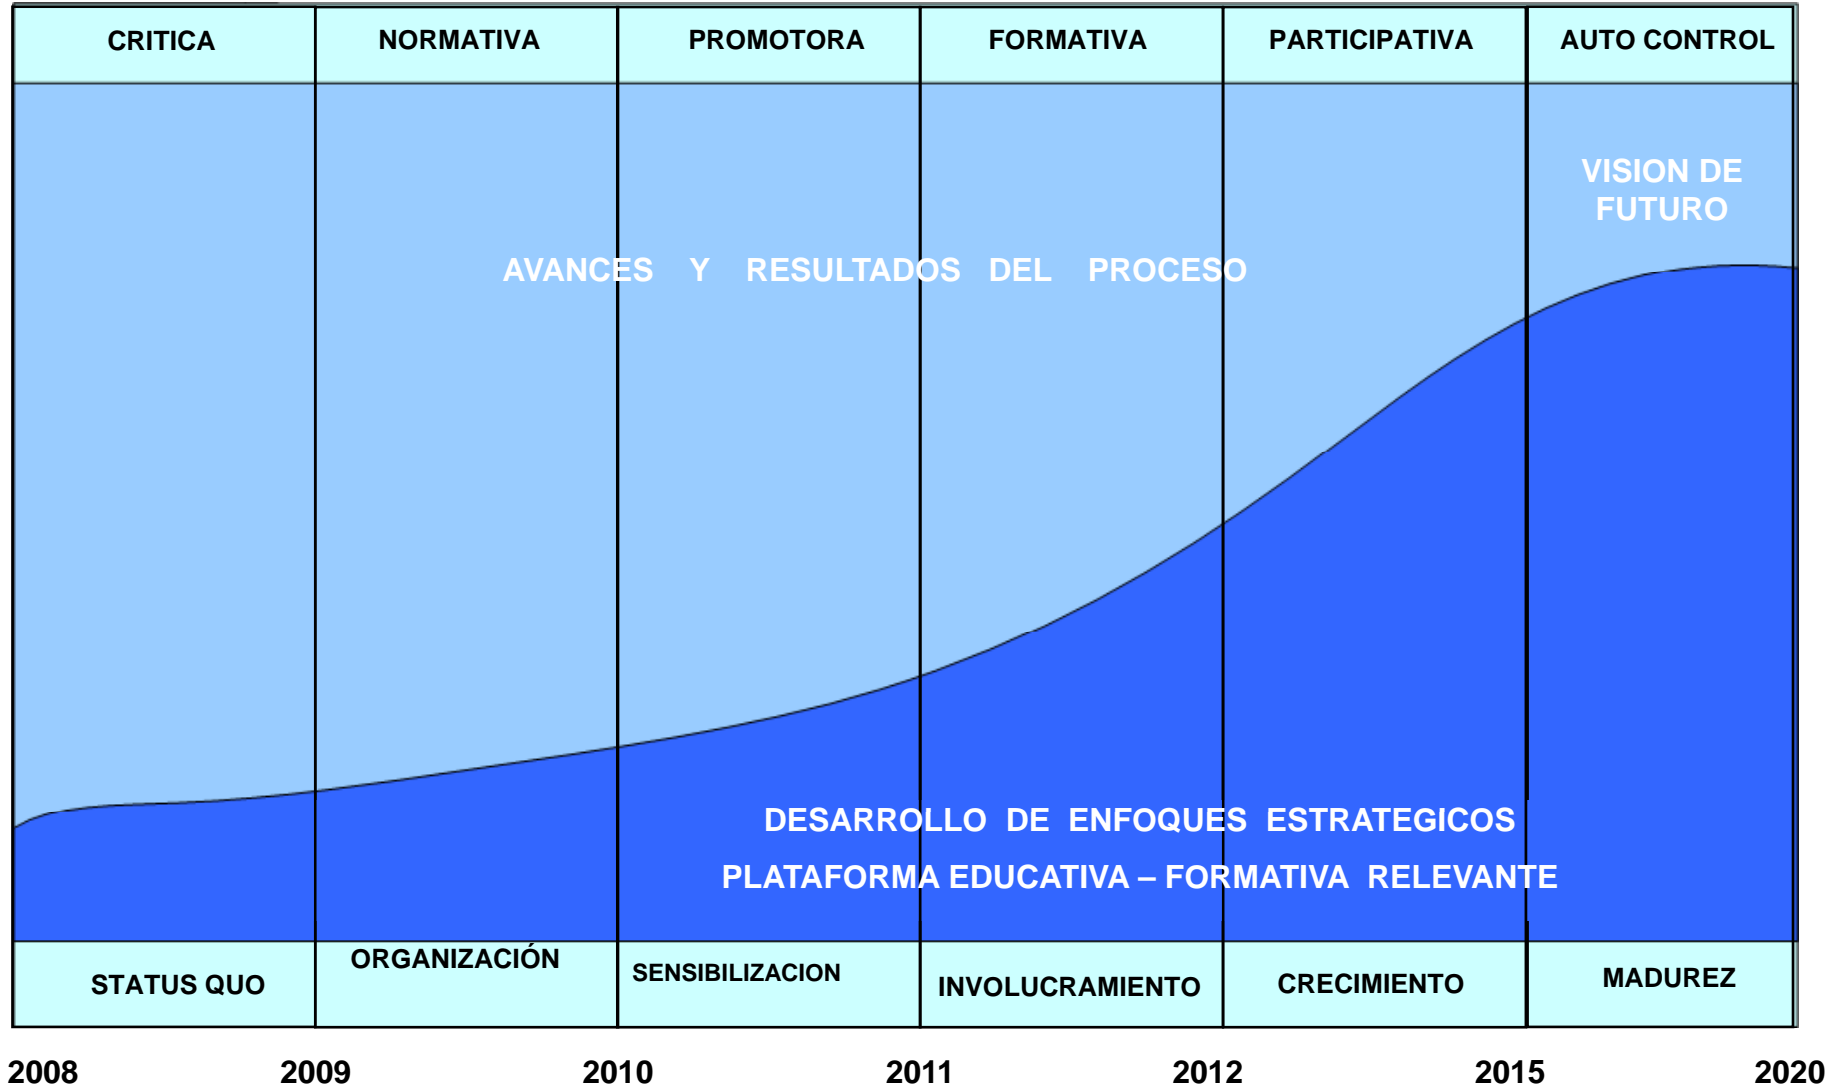 CRITICA
NORMATIVA
PROMOTORA
FORMATIVA
PARTICIPATIVA
AUTO CONTROL
VISION DE
FUTURO
AVANCES Y RESULTADOS DEL PROCESO
DESARROLLO DE ENFOQUES ESTRATEGICOS
PLATAFORMA EDUCATIVA – FORMATIVA RELEVANTE
STATUS QUO
ORGANIZACIÓN
SENSIBILIZACION
INVOLUCRAMIENTO
CRECIMIENTO
MADUREZ
2008
2009
2010
2011
2012
2015
2020